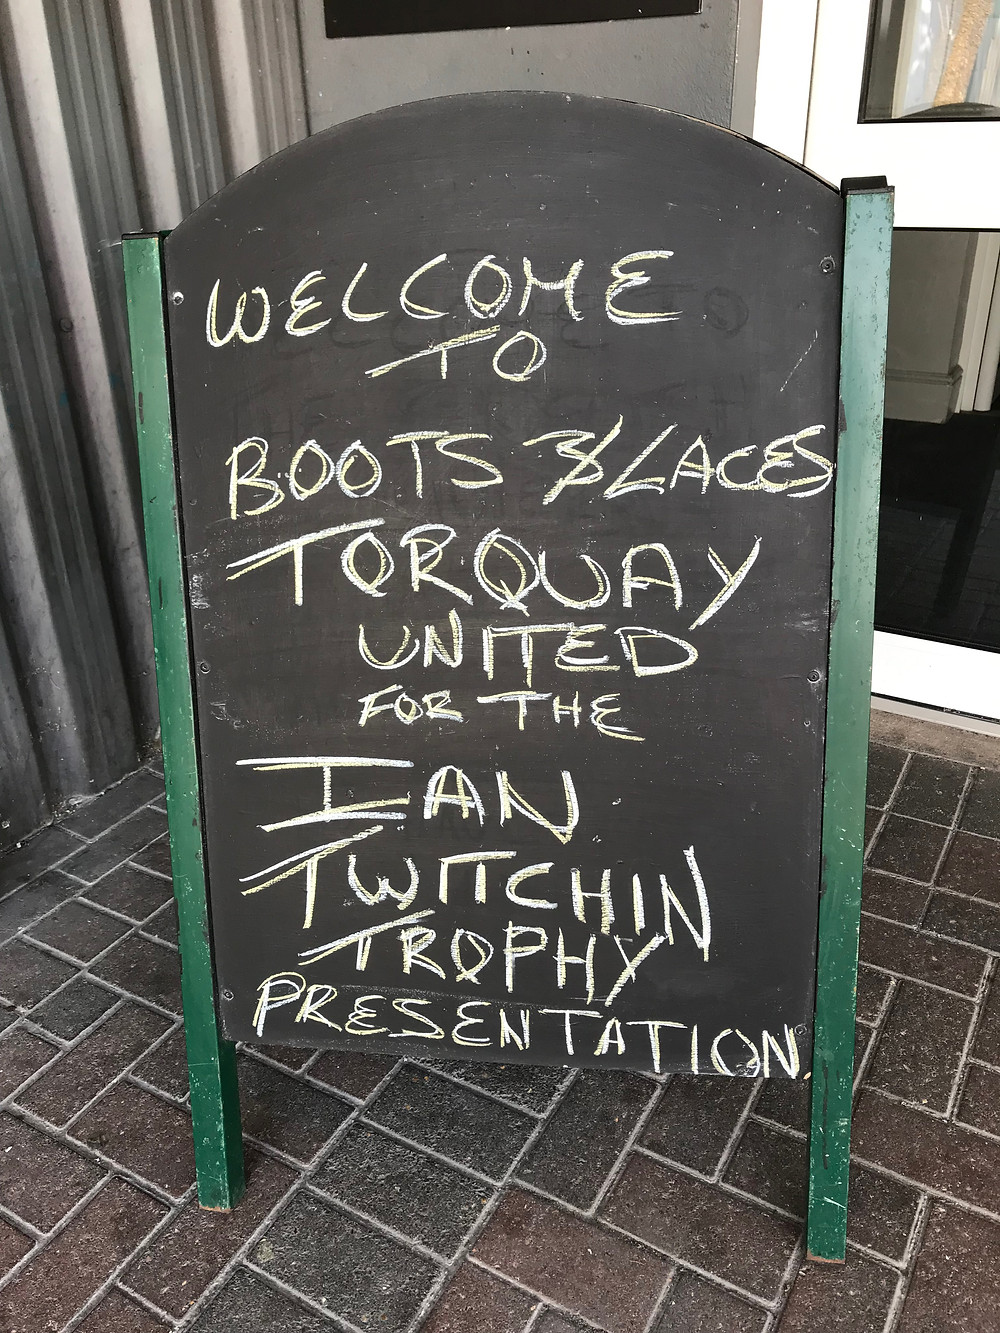 WELCOME
TO
BOOTS & LACES
TORQUAY
UNITED
FOR THE
IAN
TWITCHIN
TROPHY
PRESENTATION